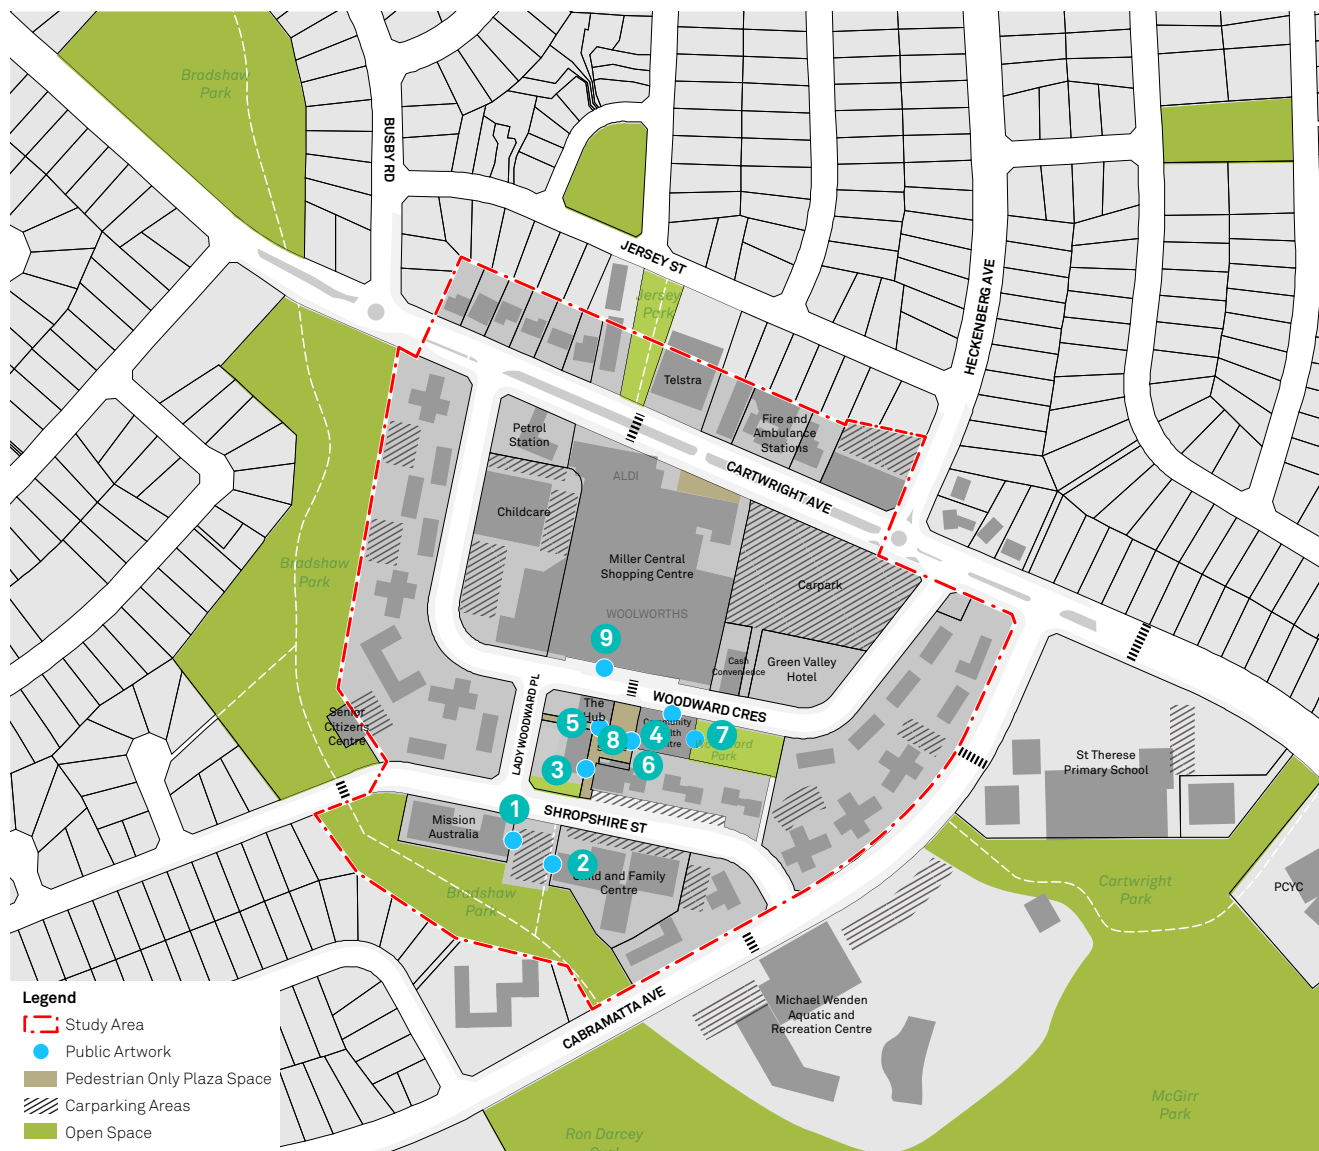 Bradshaw
Park
BUSBY RD
JERSEY ST
HECKENBERG AVE
Jersey
Park
Telstra
Fire and
Ambulance
Stations
Petrol
Station
ALDI
CARTWRIGHT AVE
Childcare
Miller Central
Shopping Centre
Carpark
Bradshaw
Park
WOOLWORTHS
9
Cash
Convenience
Green Valley
Hotel
LADY WOODWARD PL
WOODWARD CRES
The
Hub
Senior
Citizens
Centre
5
8
4
7
Community
Park
3
6
St Therese
Primary School
1
SHROPSHIRE ST
Mission
Australia
2
Child and Family
Centre
Bradshaw
Park
Cartwright
Park
PCYC
Michael Wenden
Aquatic and
Recreation Centre
CABRAMATTA AVE
McGirr
Park
Ron Darcey
Legend
Study Area
Public Artwork
Pedestrian Only Plaza Space
Carparking Areas
Open Space